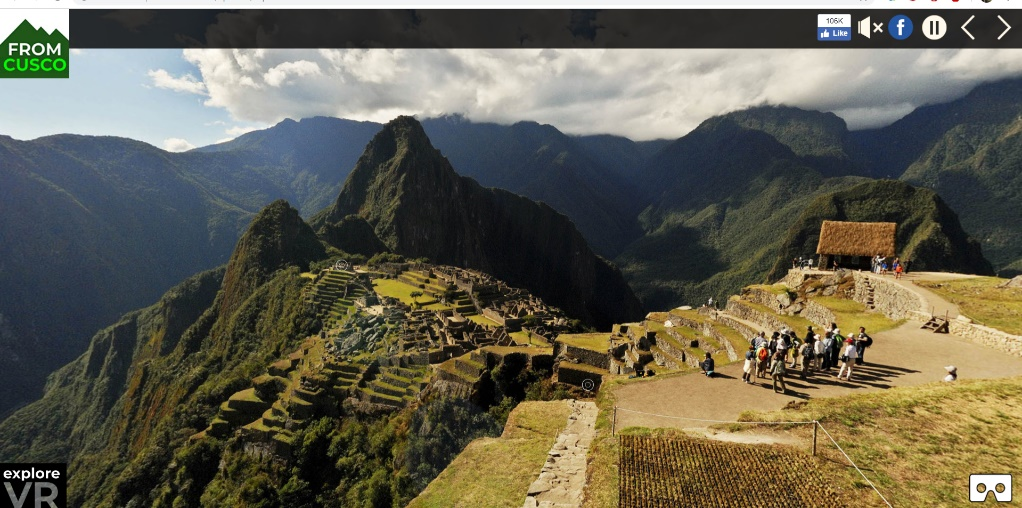 FROM
CUSCO
106K
Like
f
explore
VR